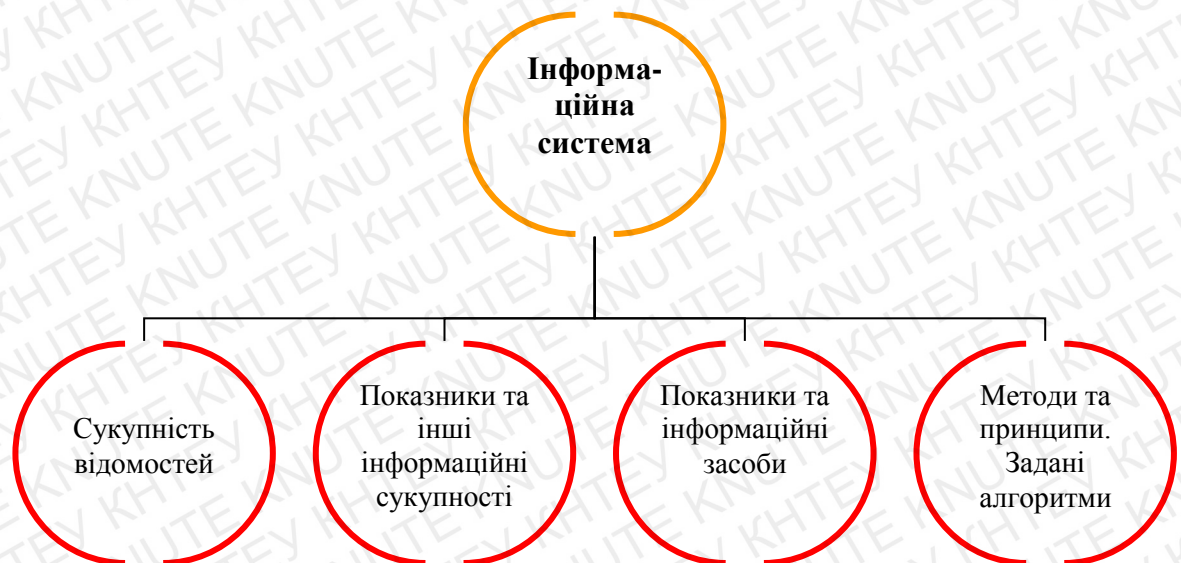 Інформа-
ційна
система
Сукупність
відомостей
Показники та
інші
інформаційні
сукупності
Показники та
інформаційні
засоби
Методи та
принципи.
Задані
алгоритми